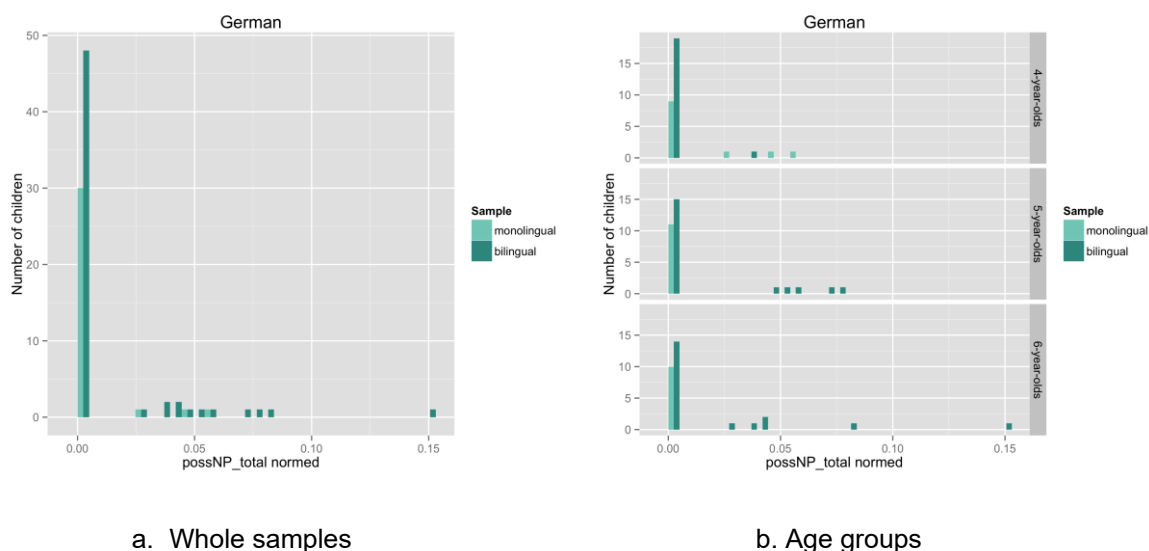 German
50
40
30
20
10
0
0.00 0.05 0.10 0.15
possNP_total normed
Number of children
Sample
monolingual
bilingual
a. Whole samples
German
15
10
5
0
4-year-olds
15
10
5
0
5-year-olds
15
10
5
0
6-year-olds
0.00 0.05 0.10 0.15
possNP_total normed
Number of children
Sample
monolingual
bilingual
b. Age groups